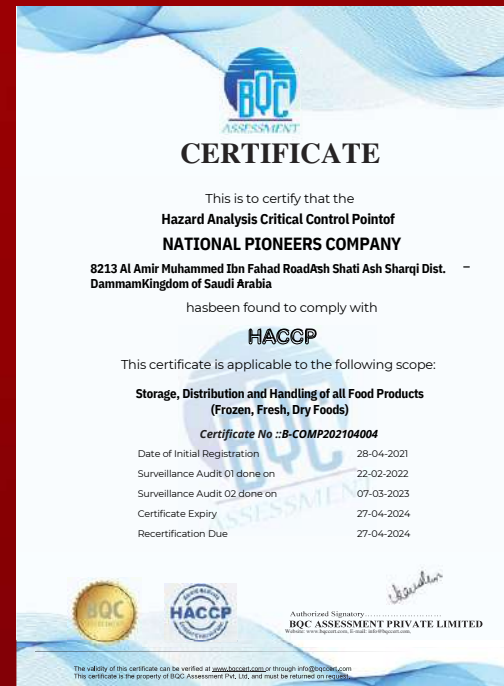 BQC
ASSESSMENT
CERTIFICATE
This is to certify that the
Hazard Analysis Critical Control Pointof
NATIONAL PIONEERS COMPANY
8213 Al Amir Muhammed Ibn Fahad RoadAsh Shati Ash Sharqi Dist. –
DammamKingdom of Saudi Arabia
hasbeen found to comply with
HACCP
This certificate is applicable to the following scope:
Storage, Distribution and Handling of all Food Products
(Frozen, Fresh, Dry Foods)
Certificate No ::B-COMP202104004
Date of Initial Registration 28-04-2021
Surveillance Audit 01 done on 22-02-2022
Surveillance Audit 02 done on 07-03-2023
Certificate Expiry 27-04-2024
Recertification Due 27-04-2024
BQC
HACCP
Authorized Signatory...........................
BQC ASSESSMENT PRIVATE LIMITED
Website: www.bqccert.com, E-mail: info@bqccert.com,
The validity of this certificate can be verified at www.bqccert.com or through info@bqccert.com
This certificate is the property of BQC Assessment Pvt, Ltd, and must be returned on request.